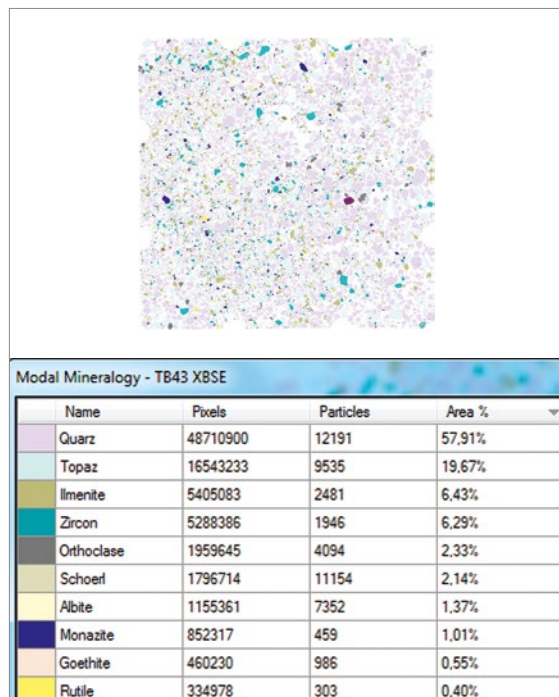 Modal Mineralogy - TB43 XBSE
Name Pixels Particles Area %
Quarz 48710900 12191 57,91%
Topaz 16543233 9535 19,67%
Ilmenite 5405083 2481 6,43%
Zircon 5288386 1946 6,29%
Orthoclase 1959645 4094 2,33%
Schoerl 1796714 11154 2,14%
Albite 1155361 7352 1,37%
Monazite 852317 459 1,01%
Goethite 460230 986 0,55%
Rutile 334978 303 0,40%